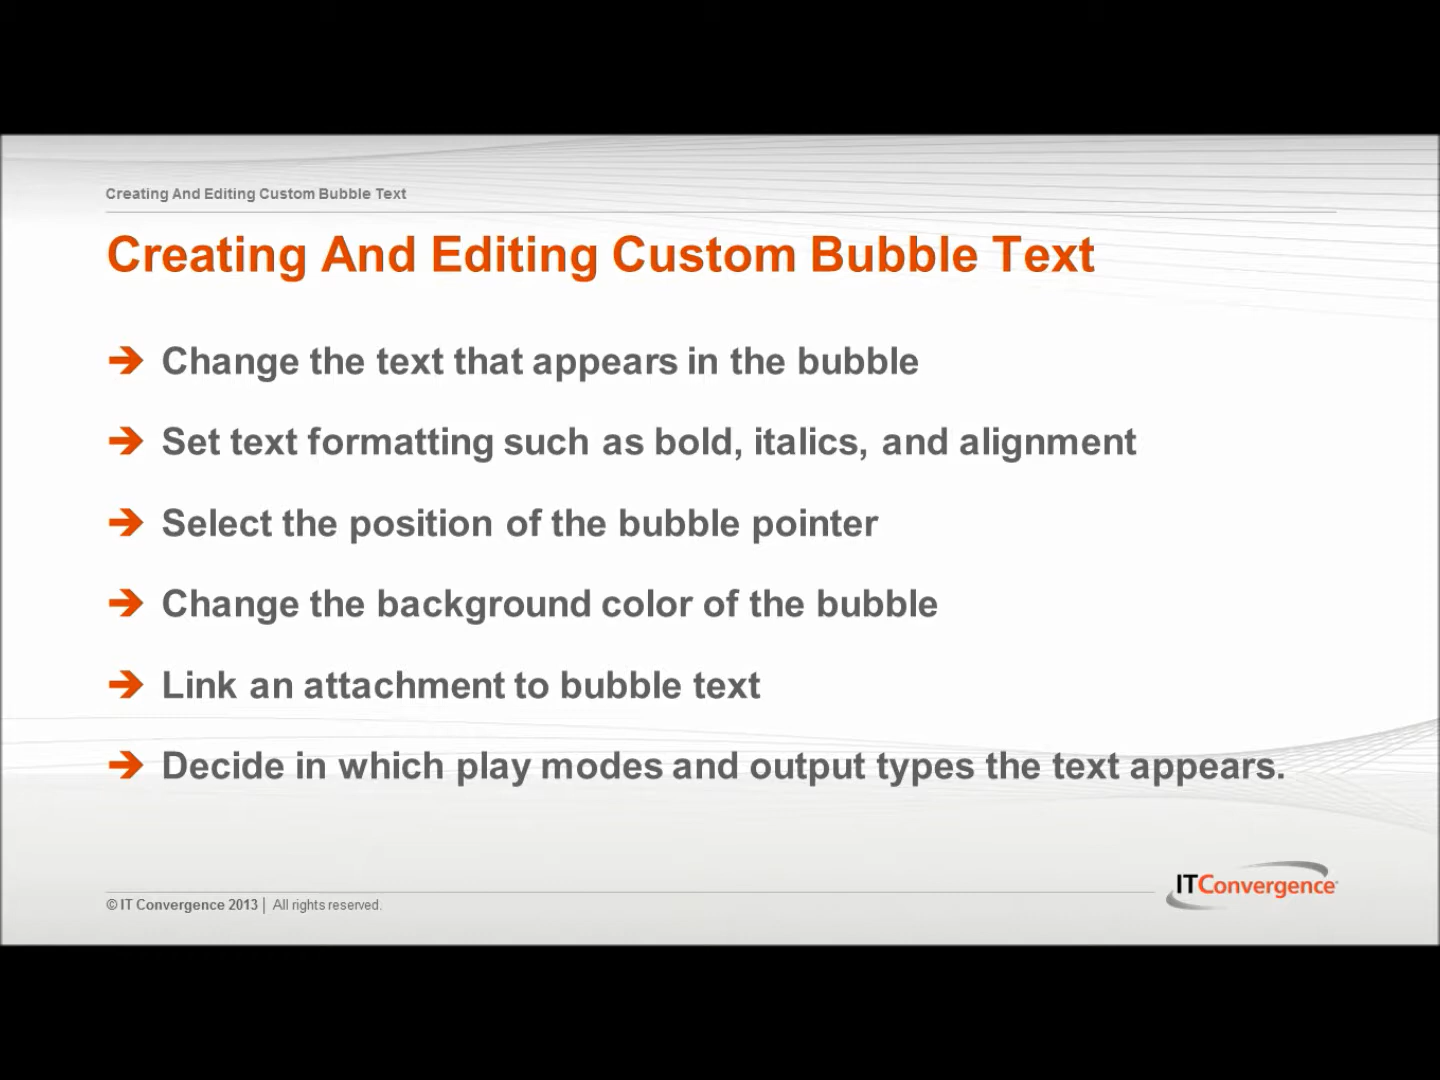 Creating And Editing Custom Bubble Text
Creating And Editing Custom Bubble Text
➔ Change the text that appears in the bubble
➔ Set text formatting such as bold, italics, and alignment
➔ Select the position of the bubble pointer
➔ Change the background color of the bubble
➔ Link an attachment to bubble text
➔ Decide in which play modes and output types the text appears.
ITConvergence
© IT Convergence 2013 | All rights reserved.